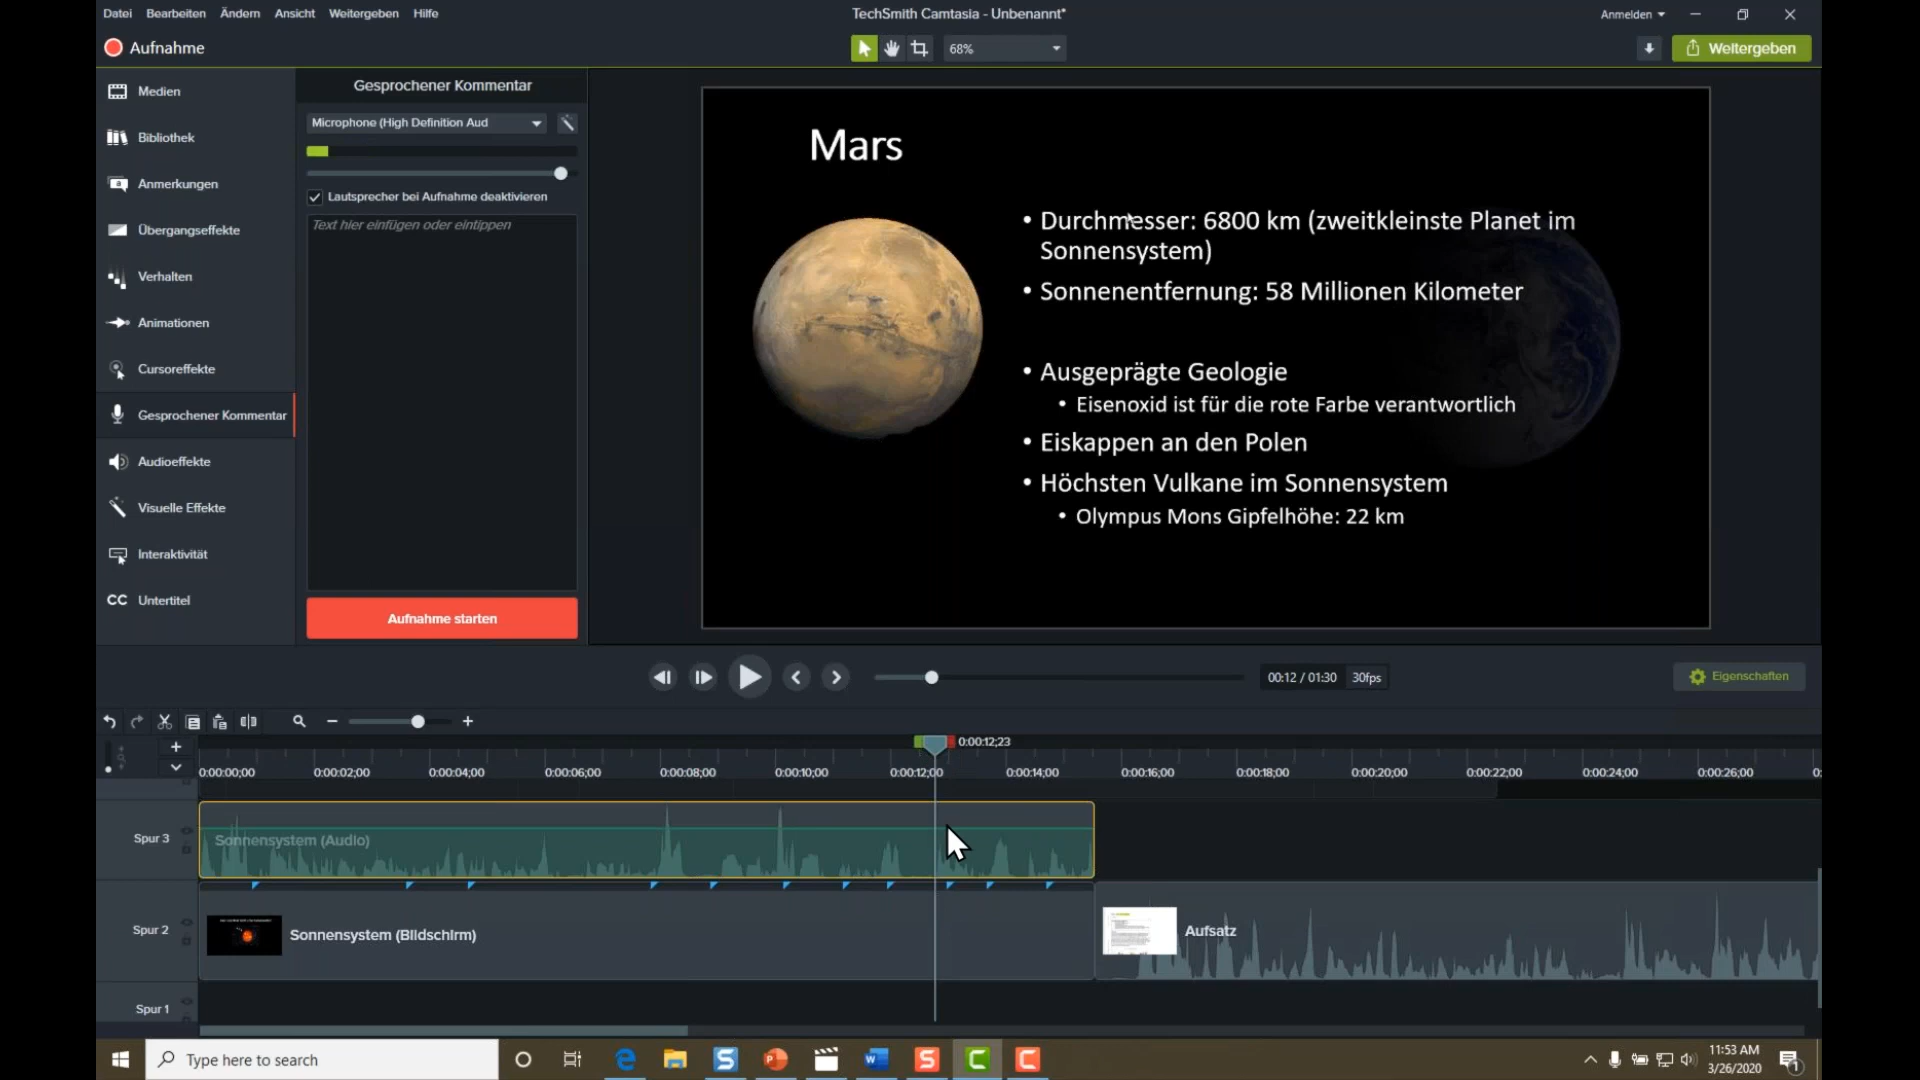 Datei Bearbeiten Ändern Ansicht Weitergeben Hilfe
TechSmith Camtasia - Unbenannt*
Anmelden
Aufnahme
68%
Weitergeben
Medien
Bibliothek
Anmerkungen
Übergangseffekte
Verhalten
Animationen
Cursoreffekte
Gesprochener Kommentar
Audioeffekte
Visuelle Effekte
Interaktivität
CC Untertitel
Gesprochener Kommentar
Microphone (High Definition Aud
Lautsprecher bei Aufnahme deaktivieren
Text hier einfügen oder eintippen
Aufnahme starten
Mars
• Durchmesser: 6800 km (zweitkleinste Planet im
Sonnensystem)
• Sonnenentfernung: 58 Millionen Kilometer
• Ausgeprägte Geologie
• Eisenoxid ist für die rote Farbe verantwortlich
• Eiskappen an den Polen
• Höchsten Vulkane im Sonnensystem
• Olympus Mons Gipfelhöhe: 22 km
00:12 / 01:30 30fps
Eigenschaften
0:00:12;23
0:00:00;00 0:00:02;00 0:00:04;00 0:00:06;00 0:00:08;00 0:00:10;00 0:00:12;00 0:00:14;00 0:00:16;00 0:00:18;00 0:00:20;00 0:00:22;00 0:00:24;00 0:00:26;00 0:
Spur 3
Sonnensystem (Audio)
Spur 2
Sonnensystem (Bildschirm)
Aufsatz
Spur 1
Type here to search
11:53 AM
3/26/2020
1